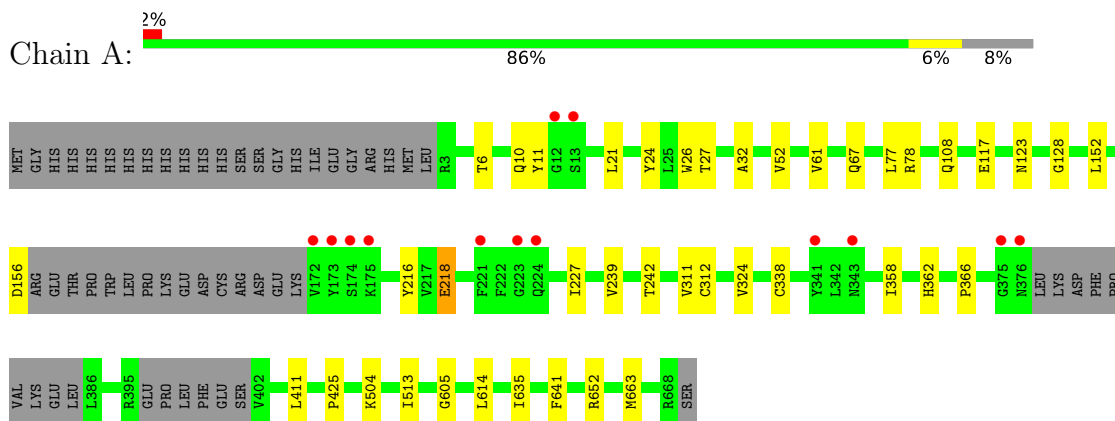 2%
Chain A:
86% 6% 8%
MET GLY HIS HIS HIS HIS HIS HIS HIS HIS HIS HIS SER SER GLY HIS ILE GLU GLY ARG HIS MET LEU R3 T6 Q10 Y11 G12 S13 L21 Y24 L25 W26 T27 A32 V52 V61 Q67 L77 R78 Q108 E117 N123 G128 L152
D156 ARG GLU THR PRO TRP LEU PRO LYS GLU ASP CYS ARG ASP GLU LYS V172 Y173 S174 K175 Y216 V217 E218 F221 F222 G223 Q224 I227 V239 T242 V311 C312 V324 C338 Y341 L342 N343 I358 H362 P366 G375 N376 LEU LYS ASP PHE PRO
VAL LYS GLU LEU L386 R395 GLU PRO LEU PHE GLU SER V402 L411 P425 K504 I513 G605 L614 I635 F641 R652 M663 R668 SER